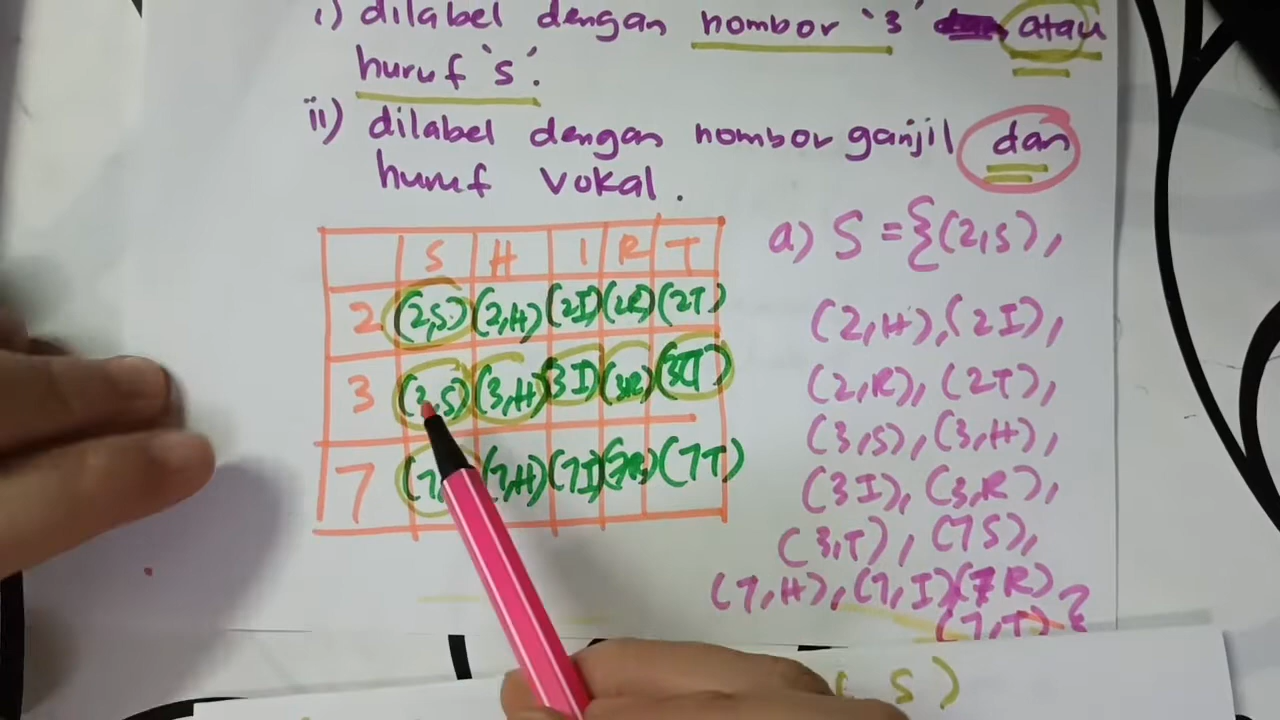 i) dilabel dengan nombor '3' atau
huruf 's'.
ii) dilabel dengan nombor ganjil dan
huruf vokal.
S H I R T
2 (2,S) (2,H) (2I) (2R) (2T)
3 (3,S) (3,H) (3I) (3R) (3T)
7 (7, (7,H) (7I) (7R) (7T)
a) S = {(2,S),
(2,H), (2I),
(2,R), (2T),
(3,S), (3,H),
(3I), (3,R),
(3,T), (7S),
(7,H), (7,I) (7R)
(7,T) }
S)